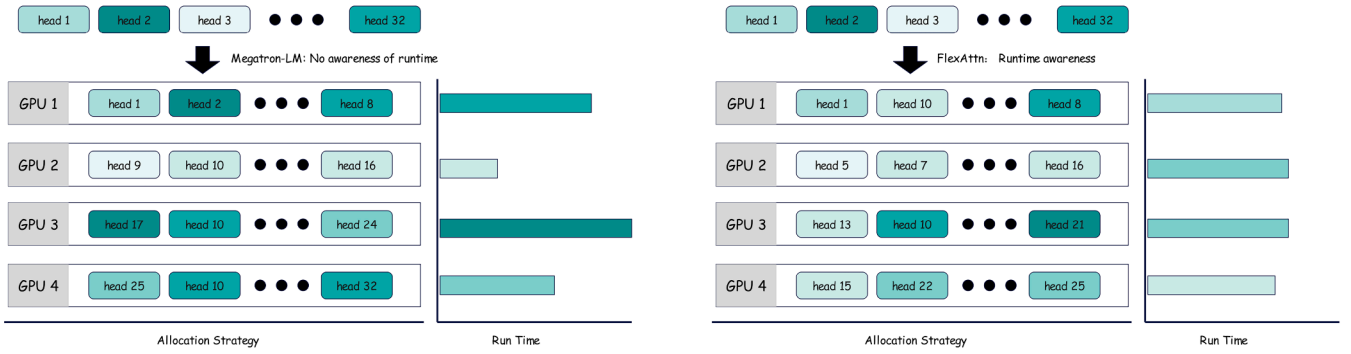 head 1 head 2 head 3 head 32
Megatron-LM: No awareness of runtime
GPU 1 head 1 head 2 head 8
GPU 2 head 9 head 10 head 16
GPU 3 head 17 head 10 head 24
GPU 4 head 25 head 10 head 32
Allocation Strategy Run Time
head 1 head 2 head 3 head 32
FlexAttn: Runtime awareness
GPU 1 head 1 head 10 head 8
GPU 2 head 5 head 7 head 16
GPU 3 head 13 head 10 head 21
GPU 4 head 15 head 22 head 25
Allocation Strategy Run Time